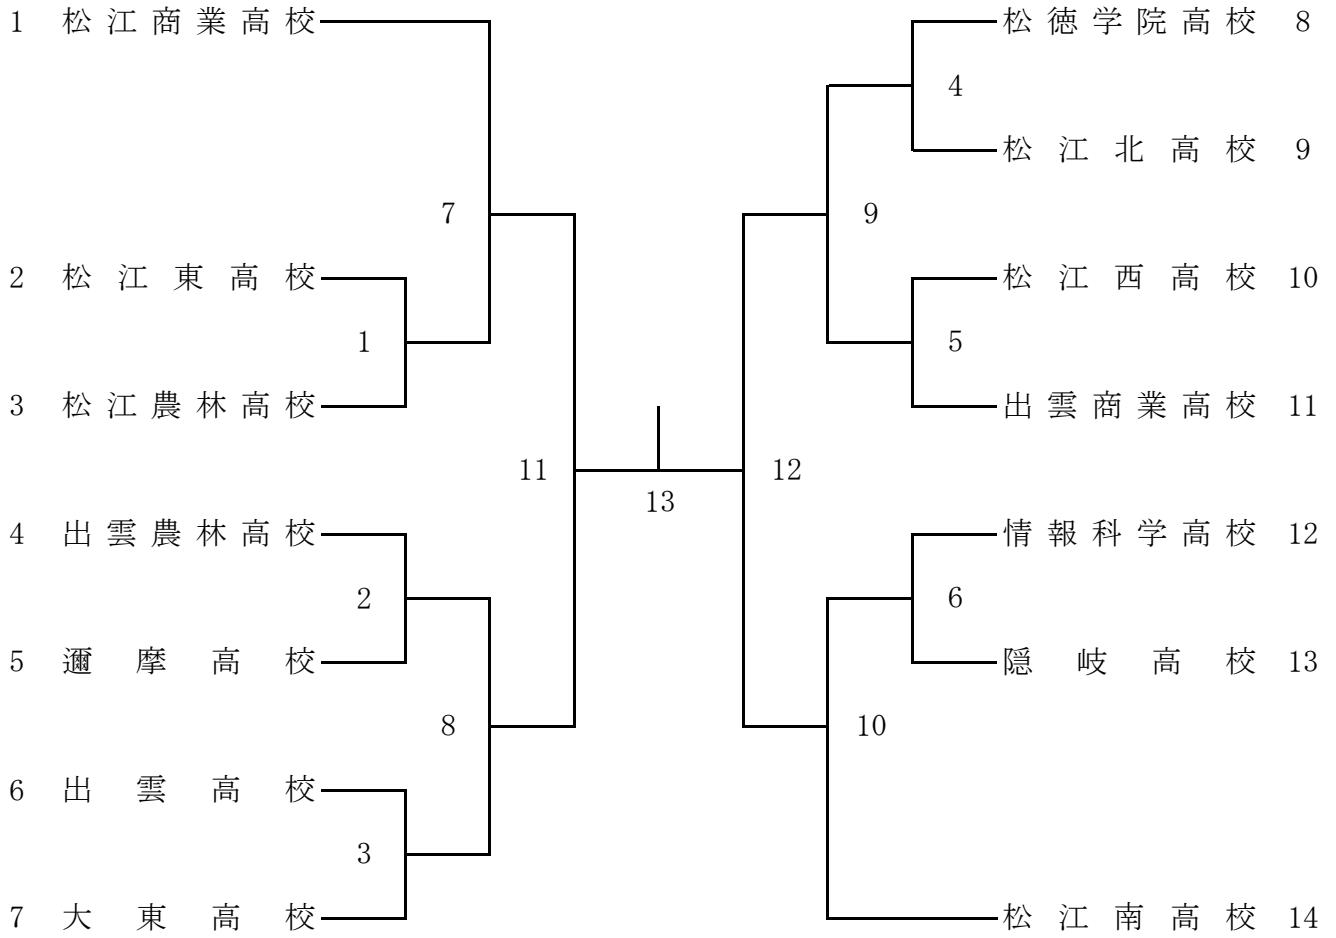 1 松江商業高校
松徳学院高校 8
4
松江北高校 9
7
9
2 松江東高校
松江西高校 10
1
5
3 松江農林高校
出雲商業高校 11
11
12
13
4 出雲農林高校
情報科学高校 12
2
6
5 邇摩高校
隠岐高校 13
8
10
6 出雲高校
3
7 大東高校
松江南高校 14